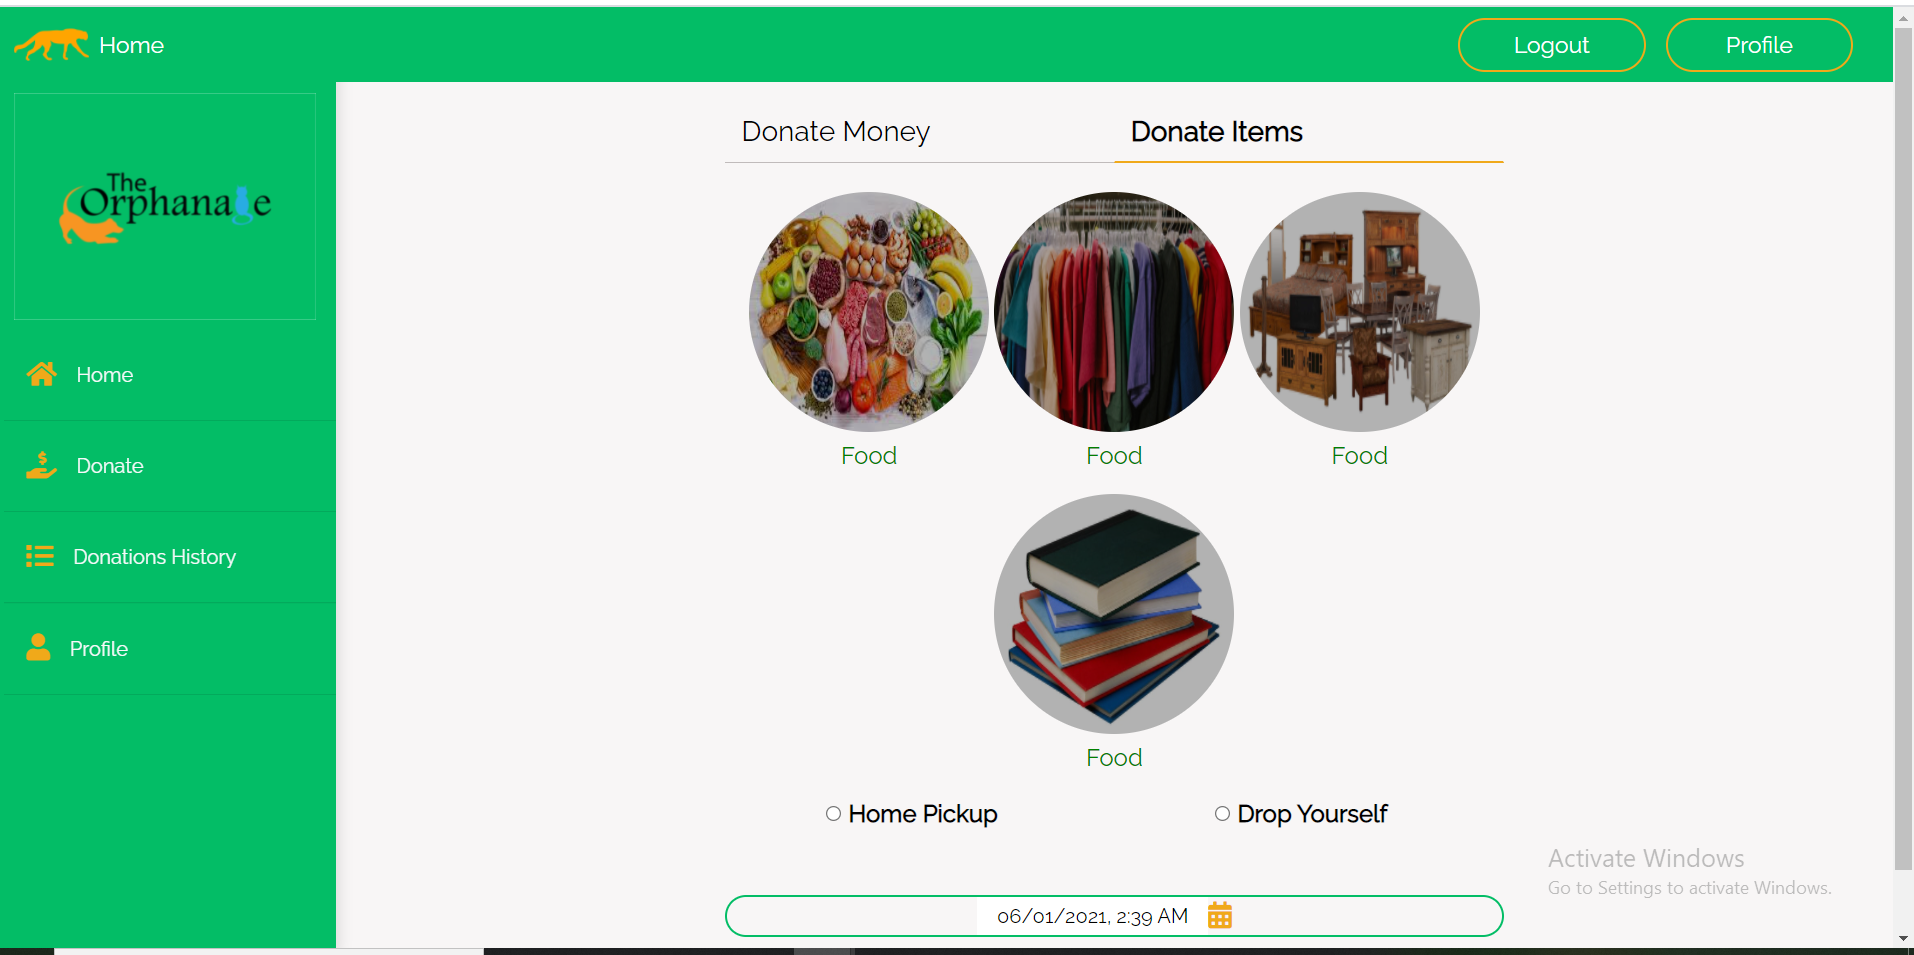 Home
Logout
Profile
The
Orphanage
Home
Donate
Donations History
Profile
Donate Money
Donate Items
Food
Food
Food
Food
Home Pickup
Drop Yourself
06/01/2021, 2:39 AM
Activate Windows
Go to Settings to activate Windows.